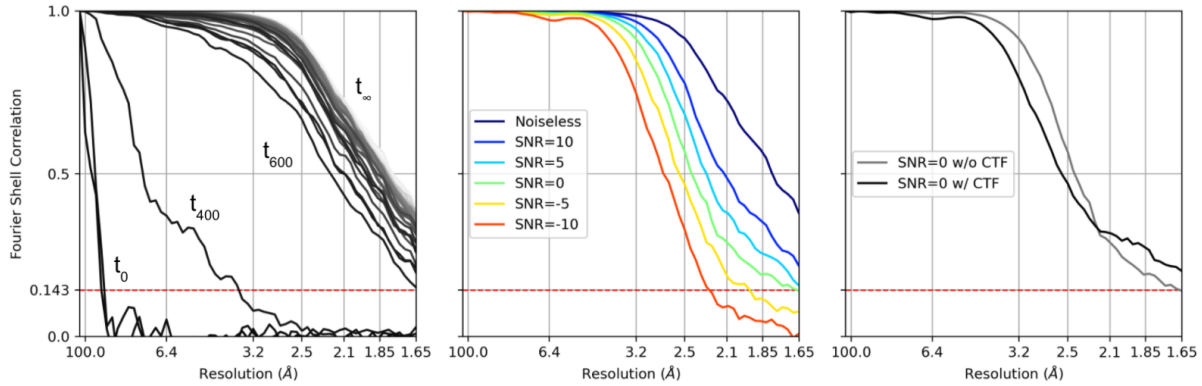 Fourier Shell Correlation
1.0
0.5
0.143
0.0
t∞
t600
t400
t0
100.0 6.4 3.2 2.5 2.1 1.85 1.65
Resolution (Å)
Noiseless
SNR=10
SNR=5
SNR=0
SNR=-5
SNR=-10
100.0 6.4 3.2 2.5 2.1 1.85 1.65
Resolution (Å)
SNR=0 w/o CTF
SNR=0 w/ CTF
100.0 6.4 3.2 2.5 2.1 1.85 1.65
Resolution (Å)